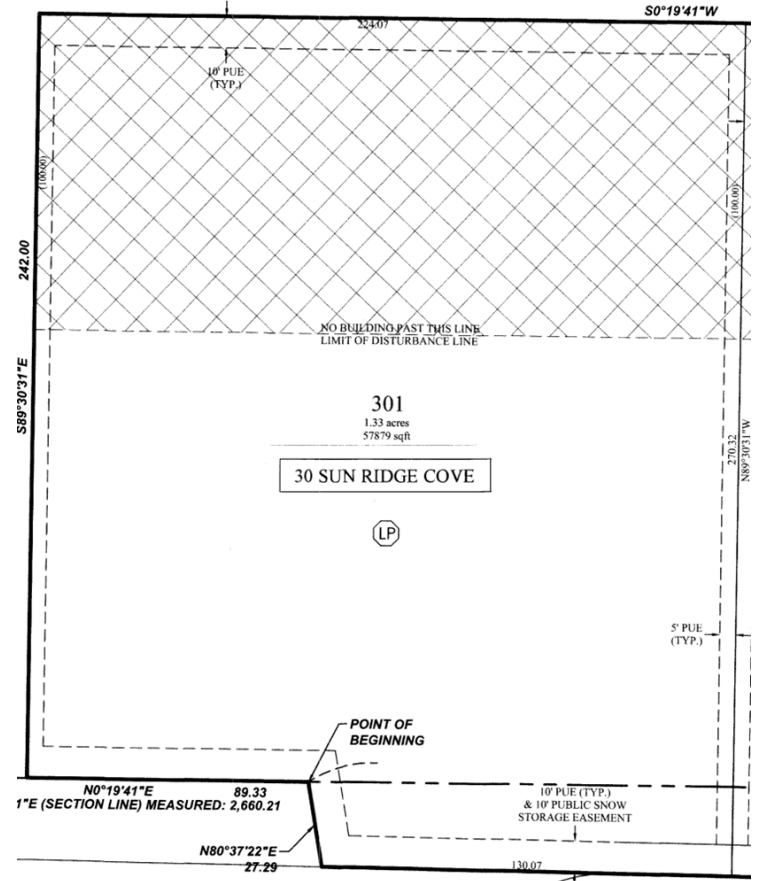 S0°19'41"W
224.07
10' PUE
(TYP.)
(100.00)
(100.00)
242.00
S89°30'31"E
NO BUILDING PAST THIS LINE
LIMIT OF DISTURBANCE LINE
301
1.33 acres
57879 sqft
30 SUN RIDGE COVE
LP
270.32
N89°30'31"W
5' PUE
(TYP.)
POINT OF
BEGINNING
N0°19'41"E 89.33
1"E (SECTION LINE) MEASURED: 2,660.21
10' PUE (TYP.)
& 10' PUBLIC SNOW
STORAGE EASEMENT
N80°37'22"E
27.29
130.07